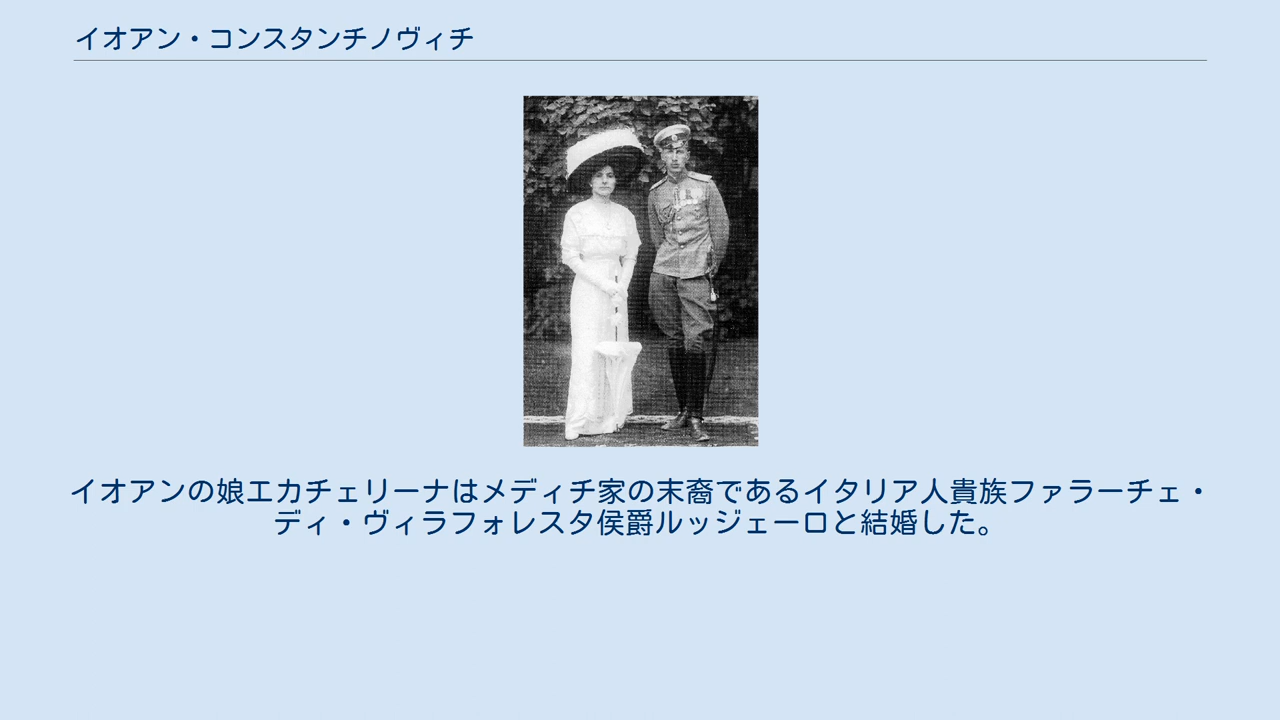 イオアン・コンスタンチノヴィチ
イオアンの娘エカチェリーナはメディチ家の末裔であるイタリア人貴族ファラーチェ・
ディ・ヴィラフォレスタ侯爵ルッジェーロと結婚した。